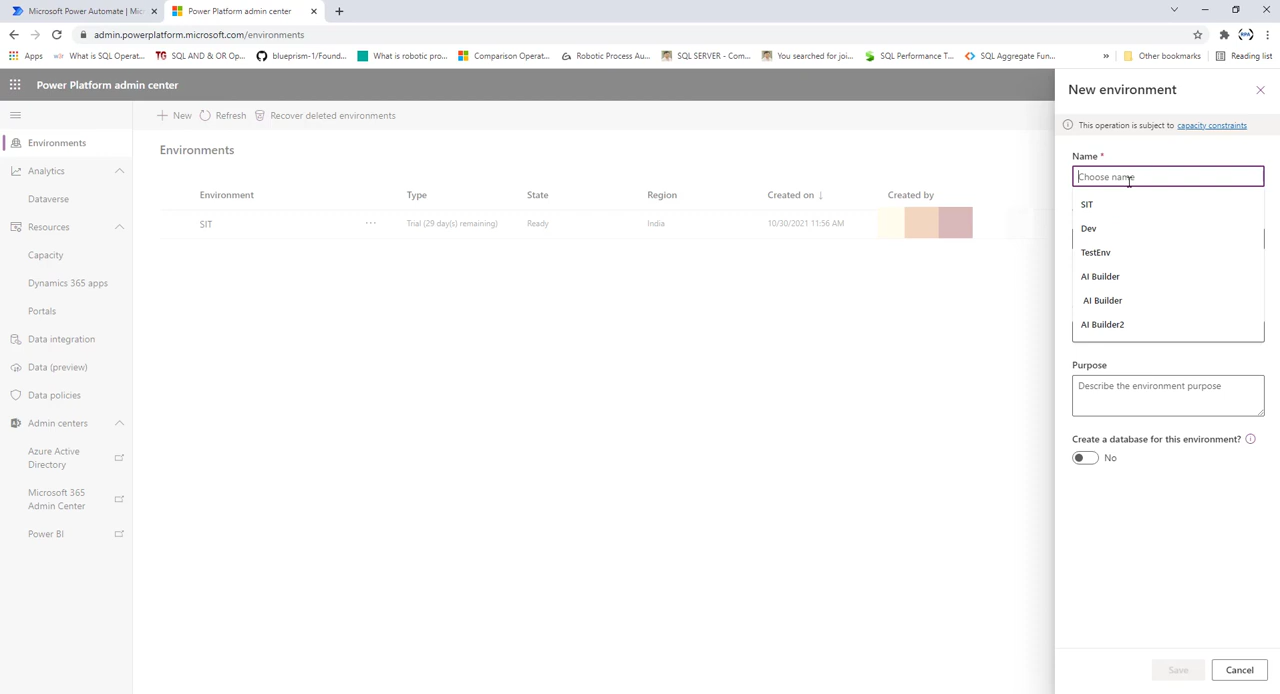 Microsoft Power Automate | Mic
Power Platform admin center
admin.powerplatform.microsoft.com/environments
Apps
What is SQL Operat...
TG SQL AND & OR Op...
blueprism-1/Found...
What is robotic pro...
Comparison Operat...
Robotic Process Au...
SQL SERVER - Com...
You searched for joi...
SQL Performance T...
SQL Aggregate Fun...
»
Other bookmarks
Reading list
Power Platform admin center
New environment
Environments
Analytics
Dataverse
Resources
Capacity
Dynamics 365 apps
Portals
Data integration
Data (preview)
Data policies
Admin centers
Azure Active
Directory
Microsoft 365
Admin Center
Power BI
New
Refresh
Recover deleted environments
Environments
Environment
Type
State
Region
Created on ↓
Created by
SIT
...
Trial (29 day(s) remaining)
Ready
India
10/30/2021 11:56 AM
This operation is subject to capacity constraints
Name *
Choose name
SIT
Dev
TestEnv
AI Builder
AI Builder
AI Builder2
Purpose
Describe the environment purpose
Create a database for this environment?
No
Save
Cancel